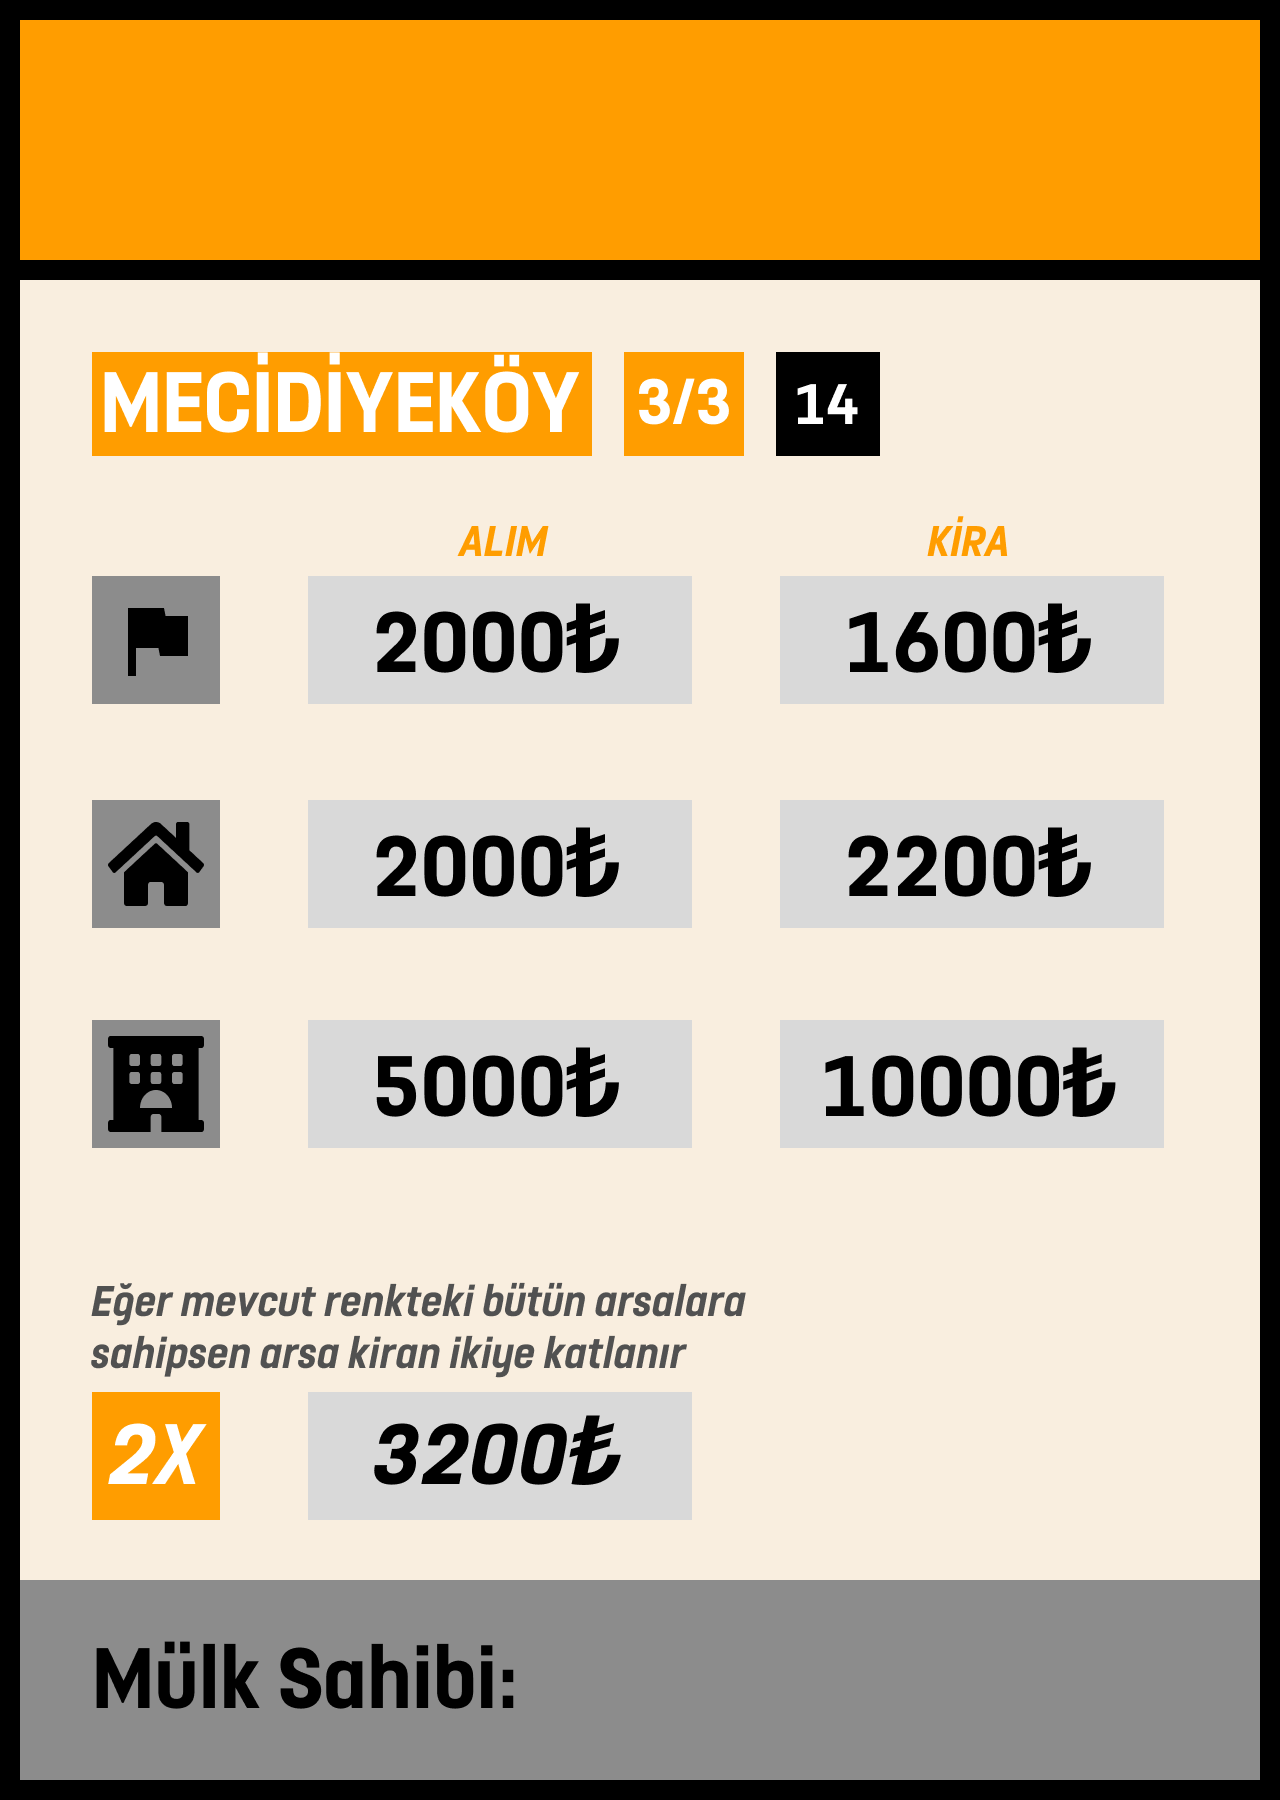 MECİDİYEKÖY 3/3 14
ALIM KİRA
2000₺ 1600₺
2000₺ 2200₺
5000₺ 10000₺
Eğer mevcut renkteki bütün arsalara
sahipsen arsa kiran ikiye katlanır
2X 3200₺
Mülk Sahibi: